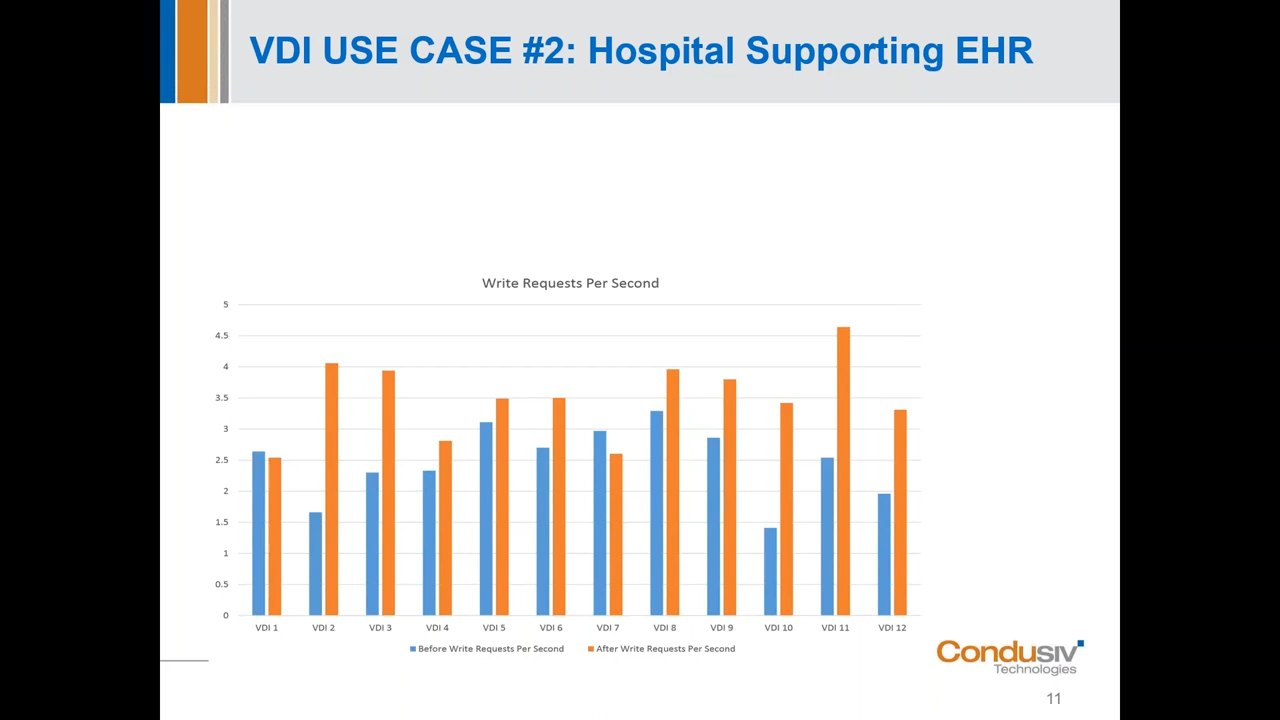 VDI USE CASE #2: Hospital Supporting EHR
Write Requests Per Second
5
4.5
4
3.5
3
2.5
2
1.5
1
0.5
0
VDI 1 VDI 2 VDI 3 VDI 4 VDI 5 VDI 6 VDI 7 VDI 8 VDI 9 VDI 10 VDI 11 VDI 12
Before Write Requests Per Second After Write Requests Per Second
Condusiv
Technologies
11